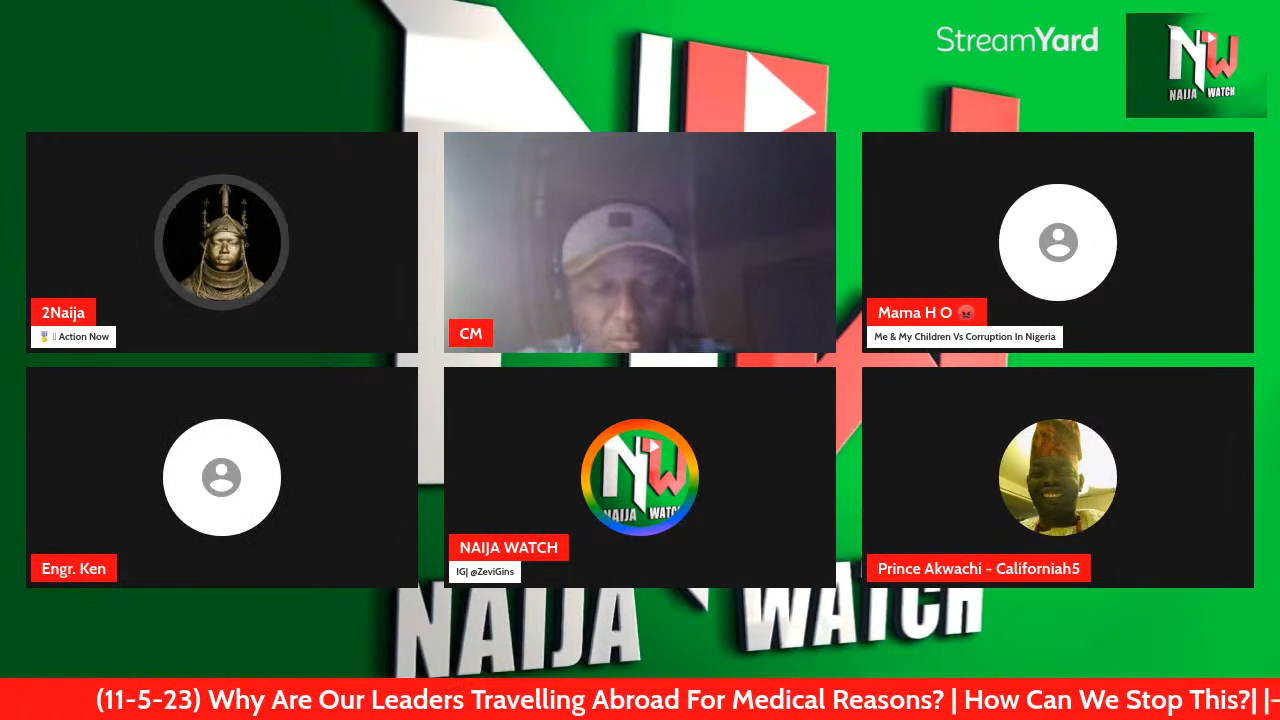 StreamYard
NW
NAIJA WATCH
2Naija
Action Now
CM
Mama H O
Me & My Children Vs Corruption In Nigeria
Engr. Ken
NW
NAIJA WATC
NAIJA WATCH
IG| @ZeviGins
Prince Akwachi - Californiah5
NAIJA WATCH
(11-5-23) Why Are Our Leaders Travelling Abroad For Medical Reasons? | How Can We Stop This?| |-